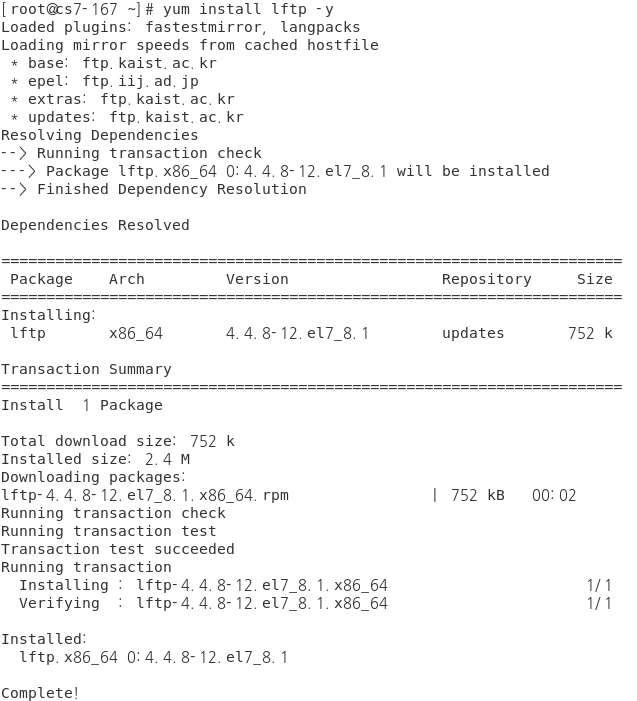 [root@cs7-167 ~]# yum install lftp -y
Loaded plugins: fastestmirror, langpacks
Loading mirror speeds from cached hostfile
 * base: ftp.kaist.ac.kr
 * epel: ftp.iij.ad.jp
 * extras: ftp.kaist.ac.kr
 * updates: ftp.kaist.ac.kr
Resolving Dependencies
--> Running transaction check
---> Package lftp.x86_64 0:4.4.8-12.el7_8.1 will be installed
--> Finished Dependency Resolution

Dependencies Resolved

=====================================================================
 Package    Arch         Version                 Repository     Size
=====================================================================
Installing:
 lftp       x86_64       4.4.8-12.el7_8.1        updates       752 k

Transaction Summary
=====================================================================
Install  1 Package

Total download size: 752 k
Installed size: 2.4 M
Downloading packages:
lftp-4.4.8-12.el7_8.1.x86_64.rpm                | 752 kB   00:02
Running transaction check
Running transaction test
Transaction test succeeded
Running transaction
  Installing : lftp-4.4.8-12.el7_8.1.x86_64                      1/1
  Verifying  : lftp-4.4.8-12.el7_8.1.x86_64                      1/1

Installed:
  lftp.x86_64 0:4.4.8-12.el7_8.1

Complete!